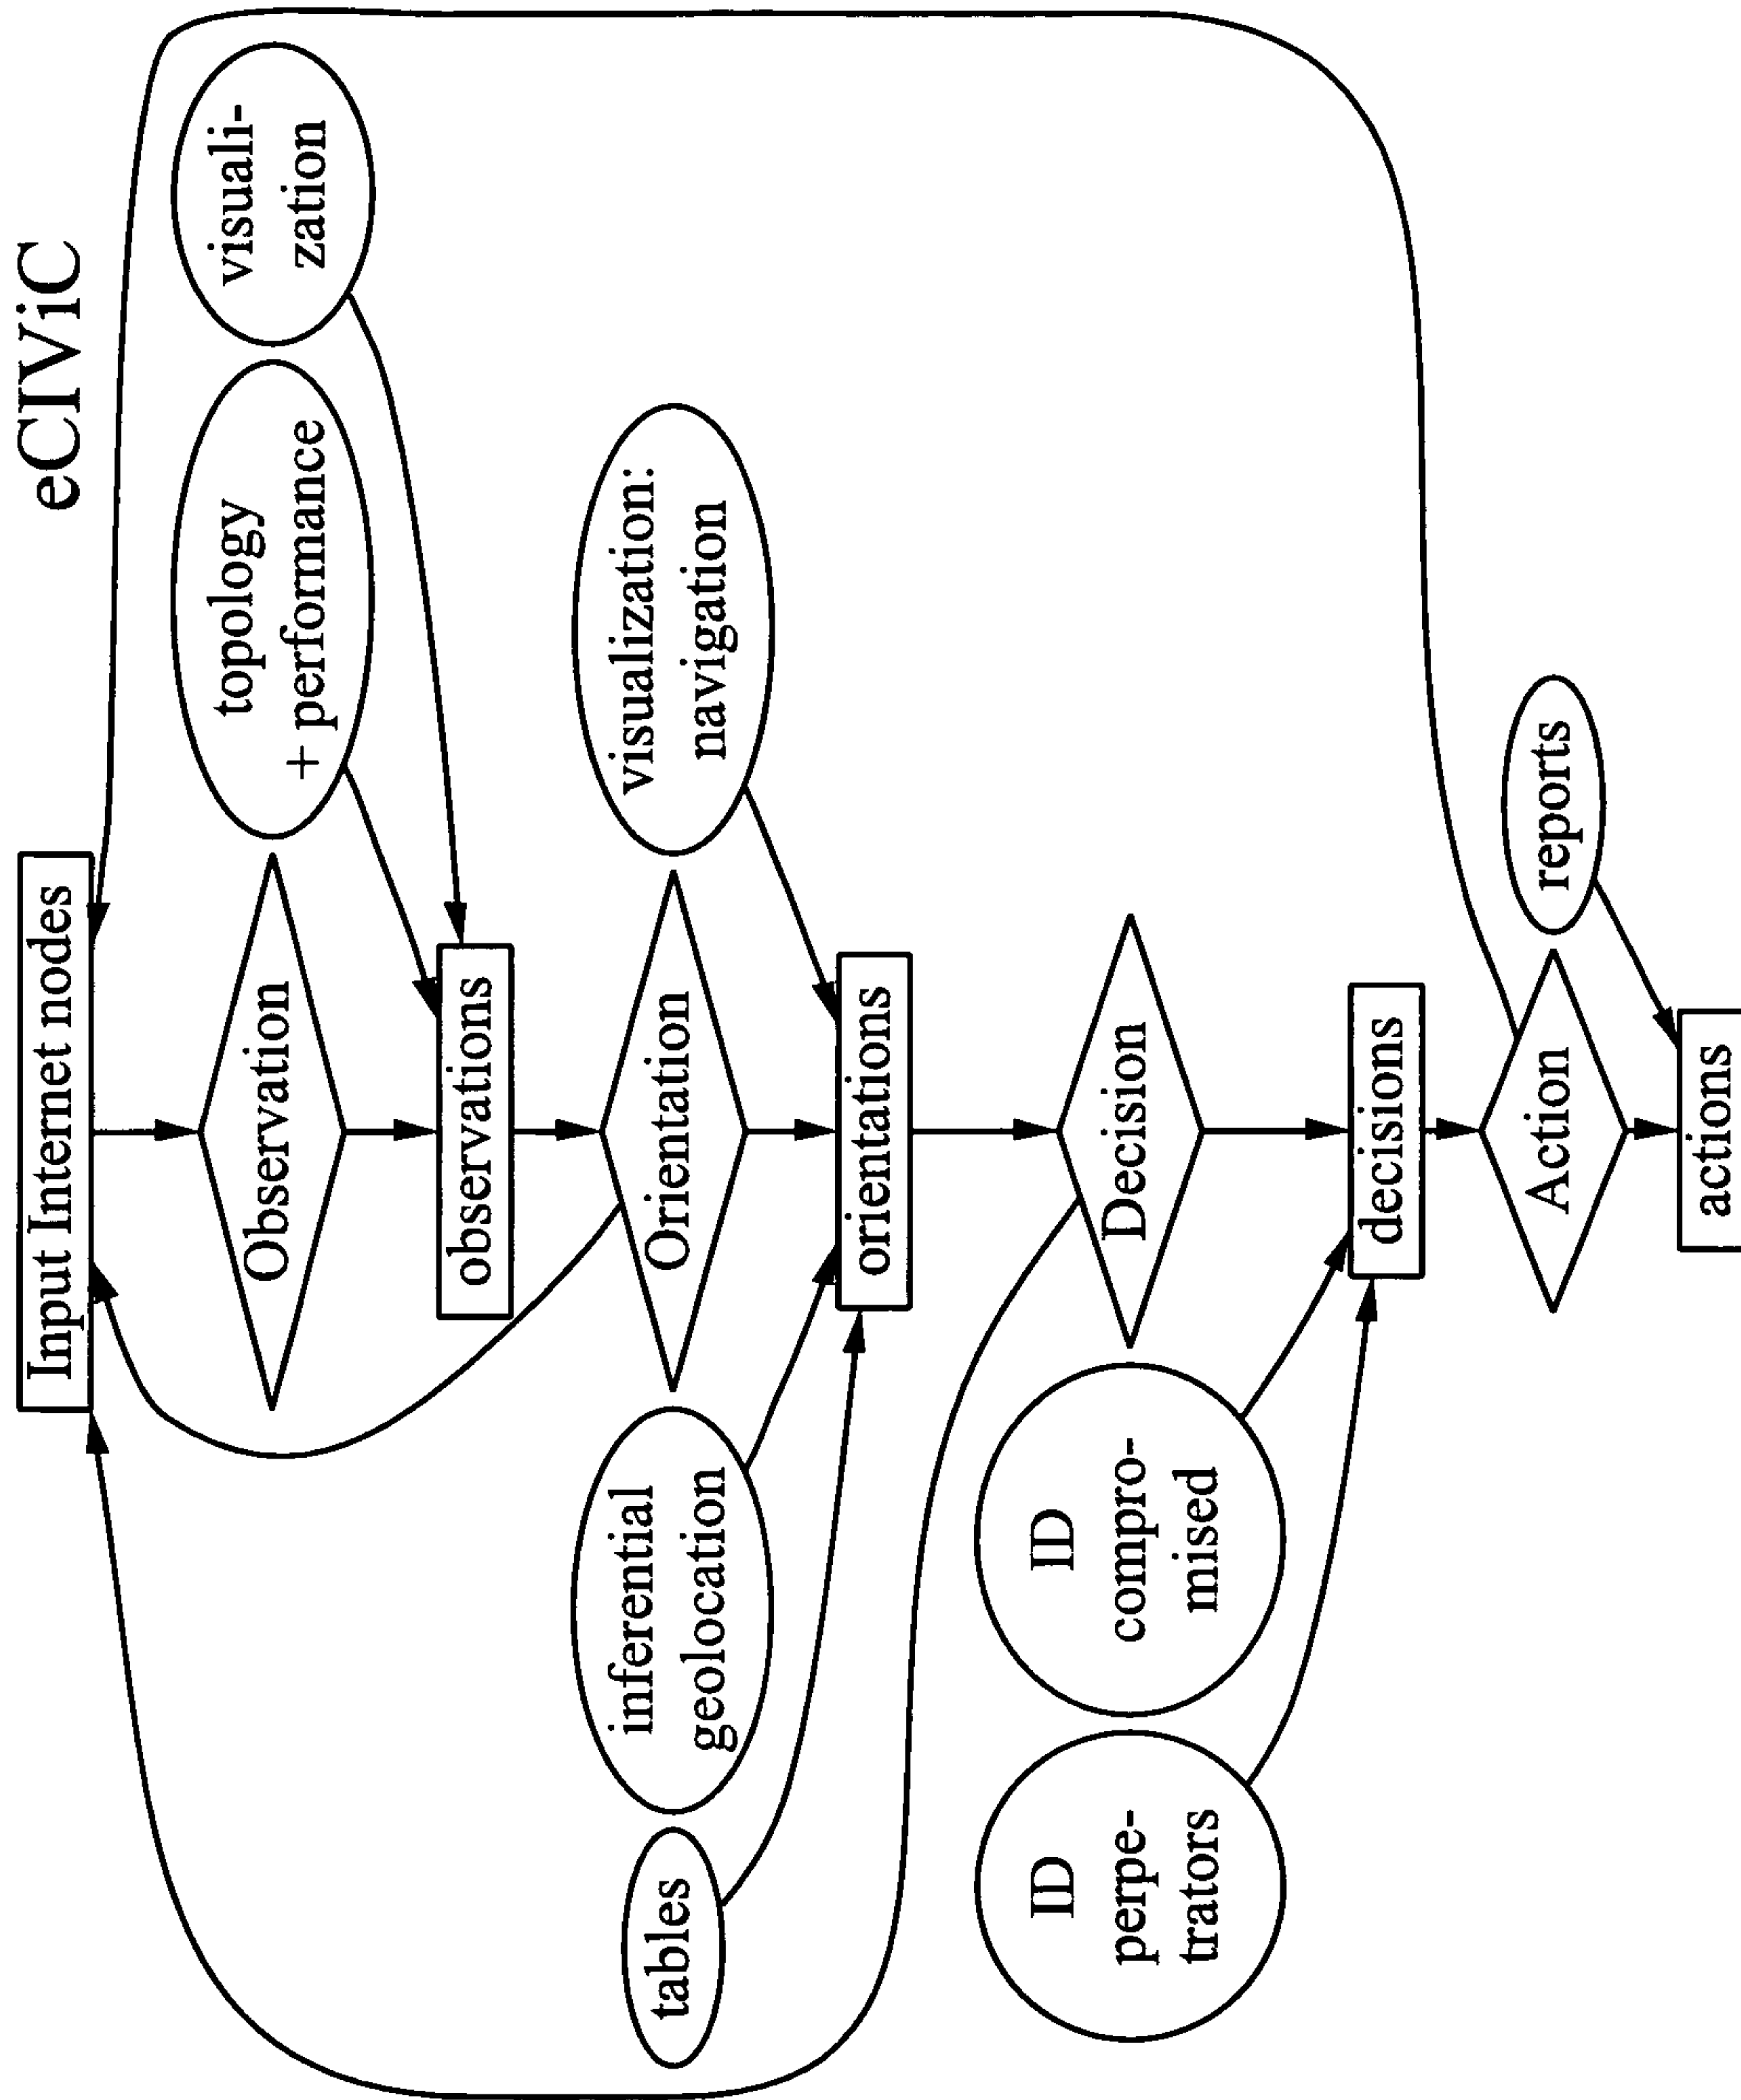 eCIViC
Input Internet nodes
Observation
topology
+ performance
visuali-
zation
observations
tables
inferential
geolocation
Orientation
visualization:
navigation
orientations
ID
perpe-
trators
ID
compro-
mised
Decision
decisions
Action
reports
actions